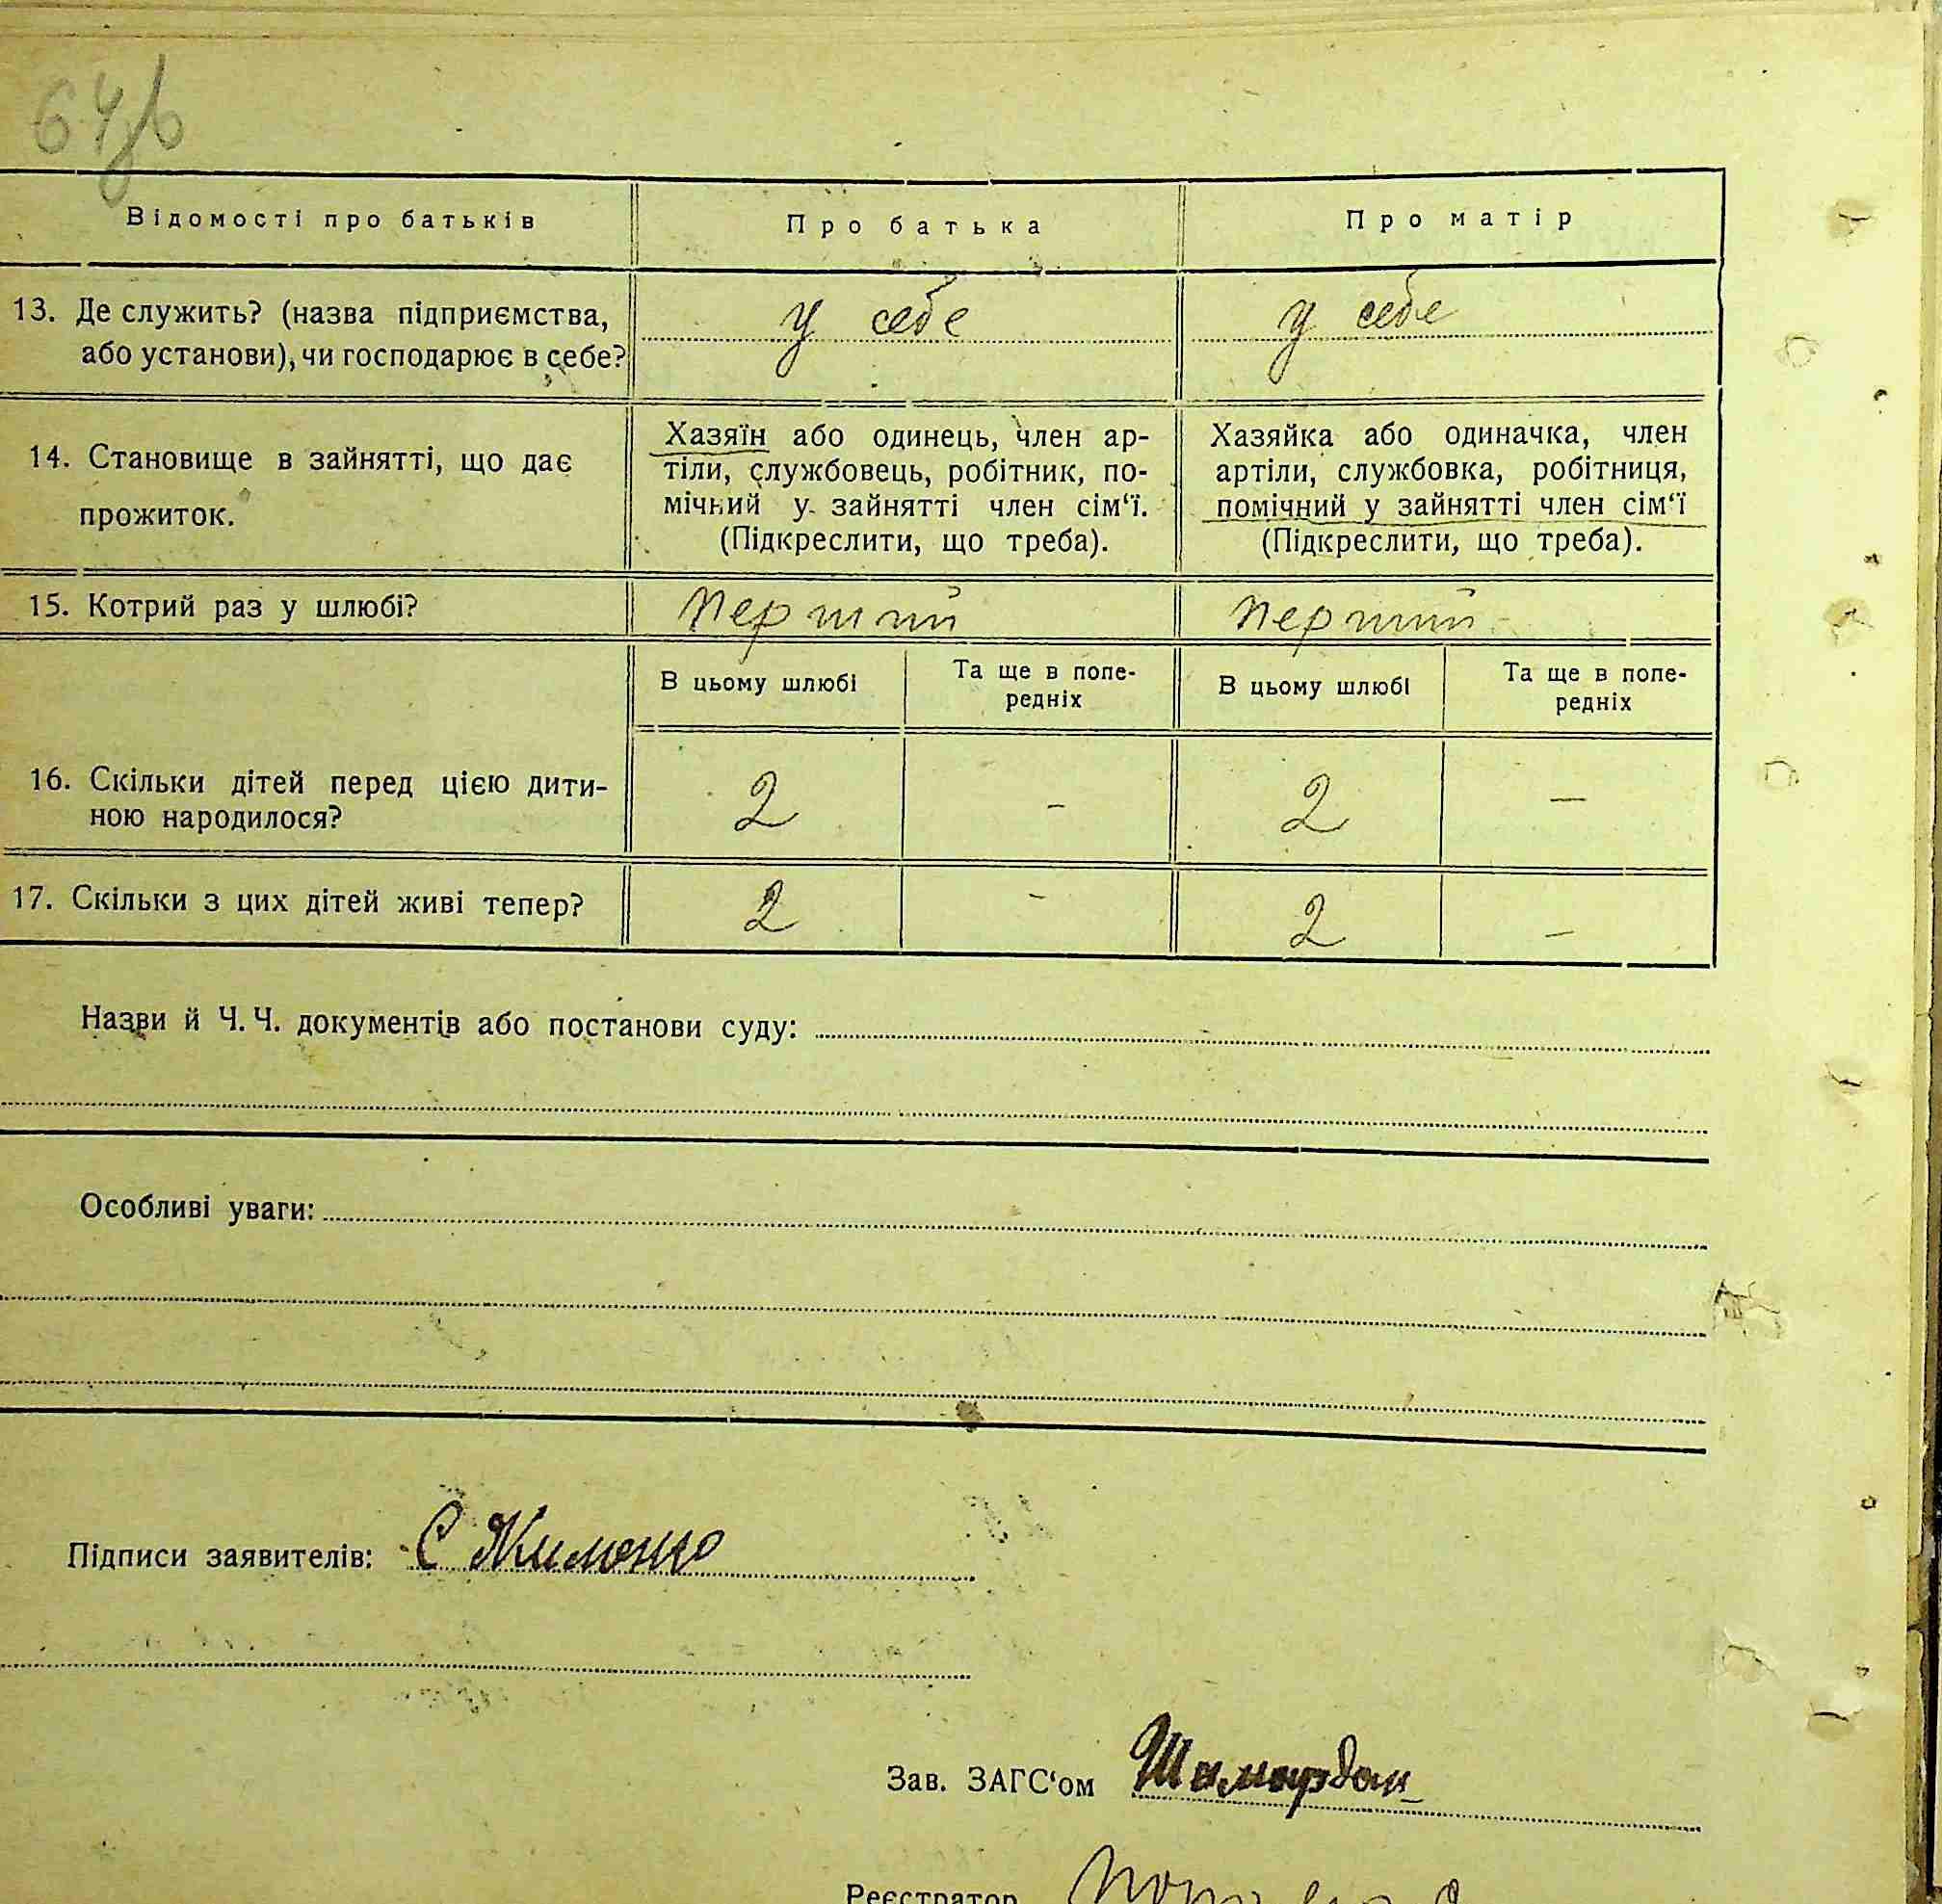 64зв
Відомості про батьків
Про батька
Про матір
13. Де служить? (назва підприємства,
або установи), чи господарює в себе?
у себе
у себе
14. Становище в зайнятті, що дає
прожиток.
Хазяїн або одинець, член ар-
тіли, службовець, робітник, по-
мічний у зайнятті член сім‘ї.
(Підкреслити, що треба).
Хазяйка або одиначка, член
артіли, службовка, робітниця,
помічний у зайнятті член сім‘ї
(Підкреслити, що треба).
15. Котрий раз у шлюбі?
перший
перший
В цьому шлюбі
Та ще в попе-
редніх
В цьому шлюбі
Та ще в попе-
редніх
16. Скільки дітей перед цією дити-
ною народилося?
2
-
2
—
17. Скільки з цих дітей живі тепер?
2
-
2
—
Назви й Ч. Ч. документів або постанови суду:
Особливі уваги:
Підписи заявителів: С
Зав. ЗАГС‘ом Шамардан
Реєстратор